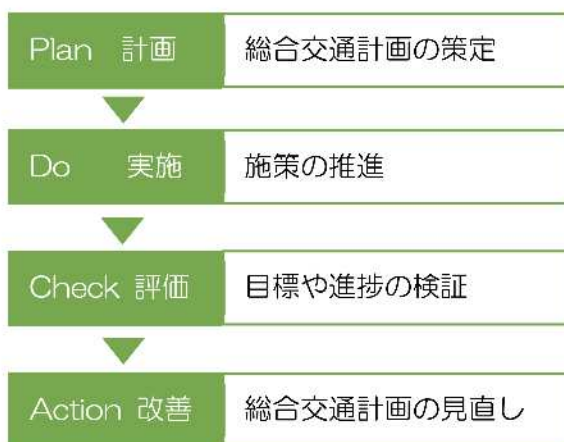 Plan 計画 総合交通計画の策定
Do 実施 施策の推進
Check 評価 目標や進捗の検証
Action 改善 総合交通計画の見直し